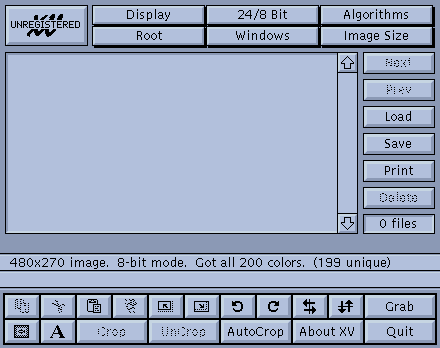 UNREGISTERED
Display 24/8 Bit Algorithms
Root Windows Image Size
Next
Prev
Load
Save
Print
Delete
0 files
480x270 image. 8-bit mode. Got all 200 colors. (199 unique)
Grab
A Crop UnCrop AutoCrop About XV Quit